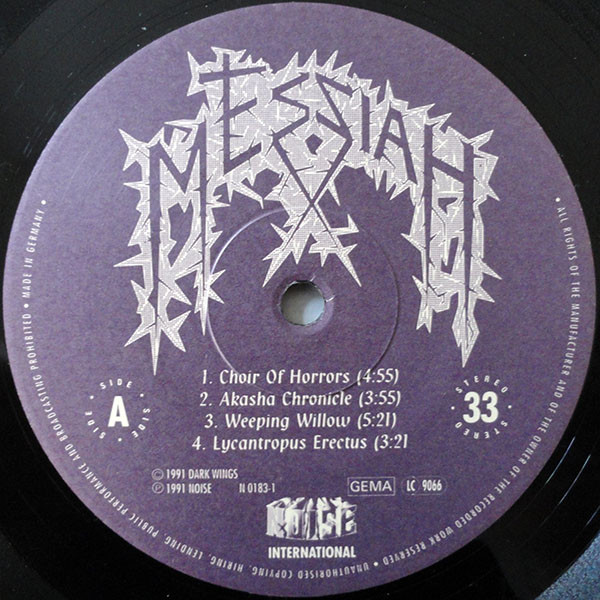 MESSIAH
1. Choir Of Horrors (4:55)
2. Akasha Chronicle (3:55)
3. Weeping Willow (5:21)
4. Lycantropus Erectus (3:21
SIDE · SIDE · SIDE ·
A
STEREO · STEREO ·
33
© 1991 DARK WINGS
℗ 1991 NOISE N 0183-1
GEMA LC 9066
NOISE
INTERNATIONAL
• ALL RIGHTS OF THE MANUFACTURER AND OF THE OWNER OF THE RECORDED WORK RESERVED • UNAUTHORISED COPYING, HIRING, LENDING, PUBLIC PERFORMANCE AND BROADCASTING PROHIBITED • MADE IN GERMANY •